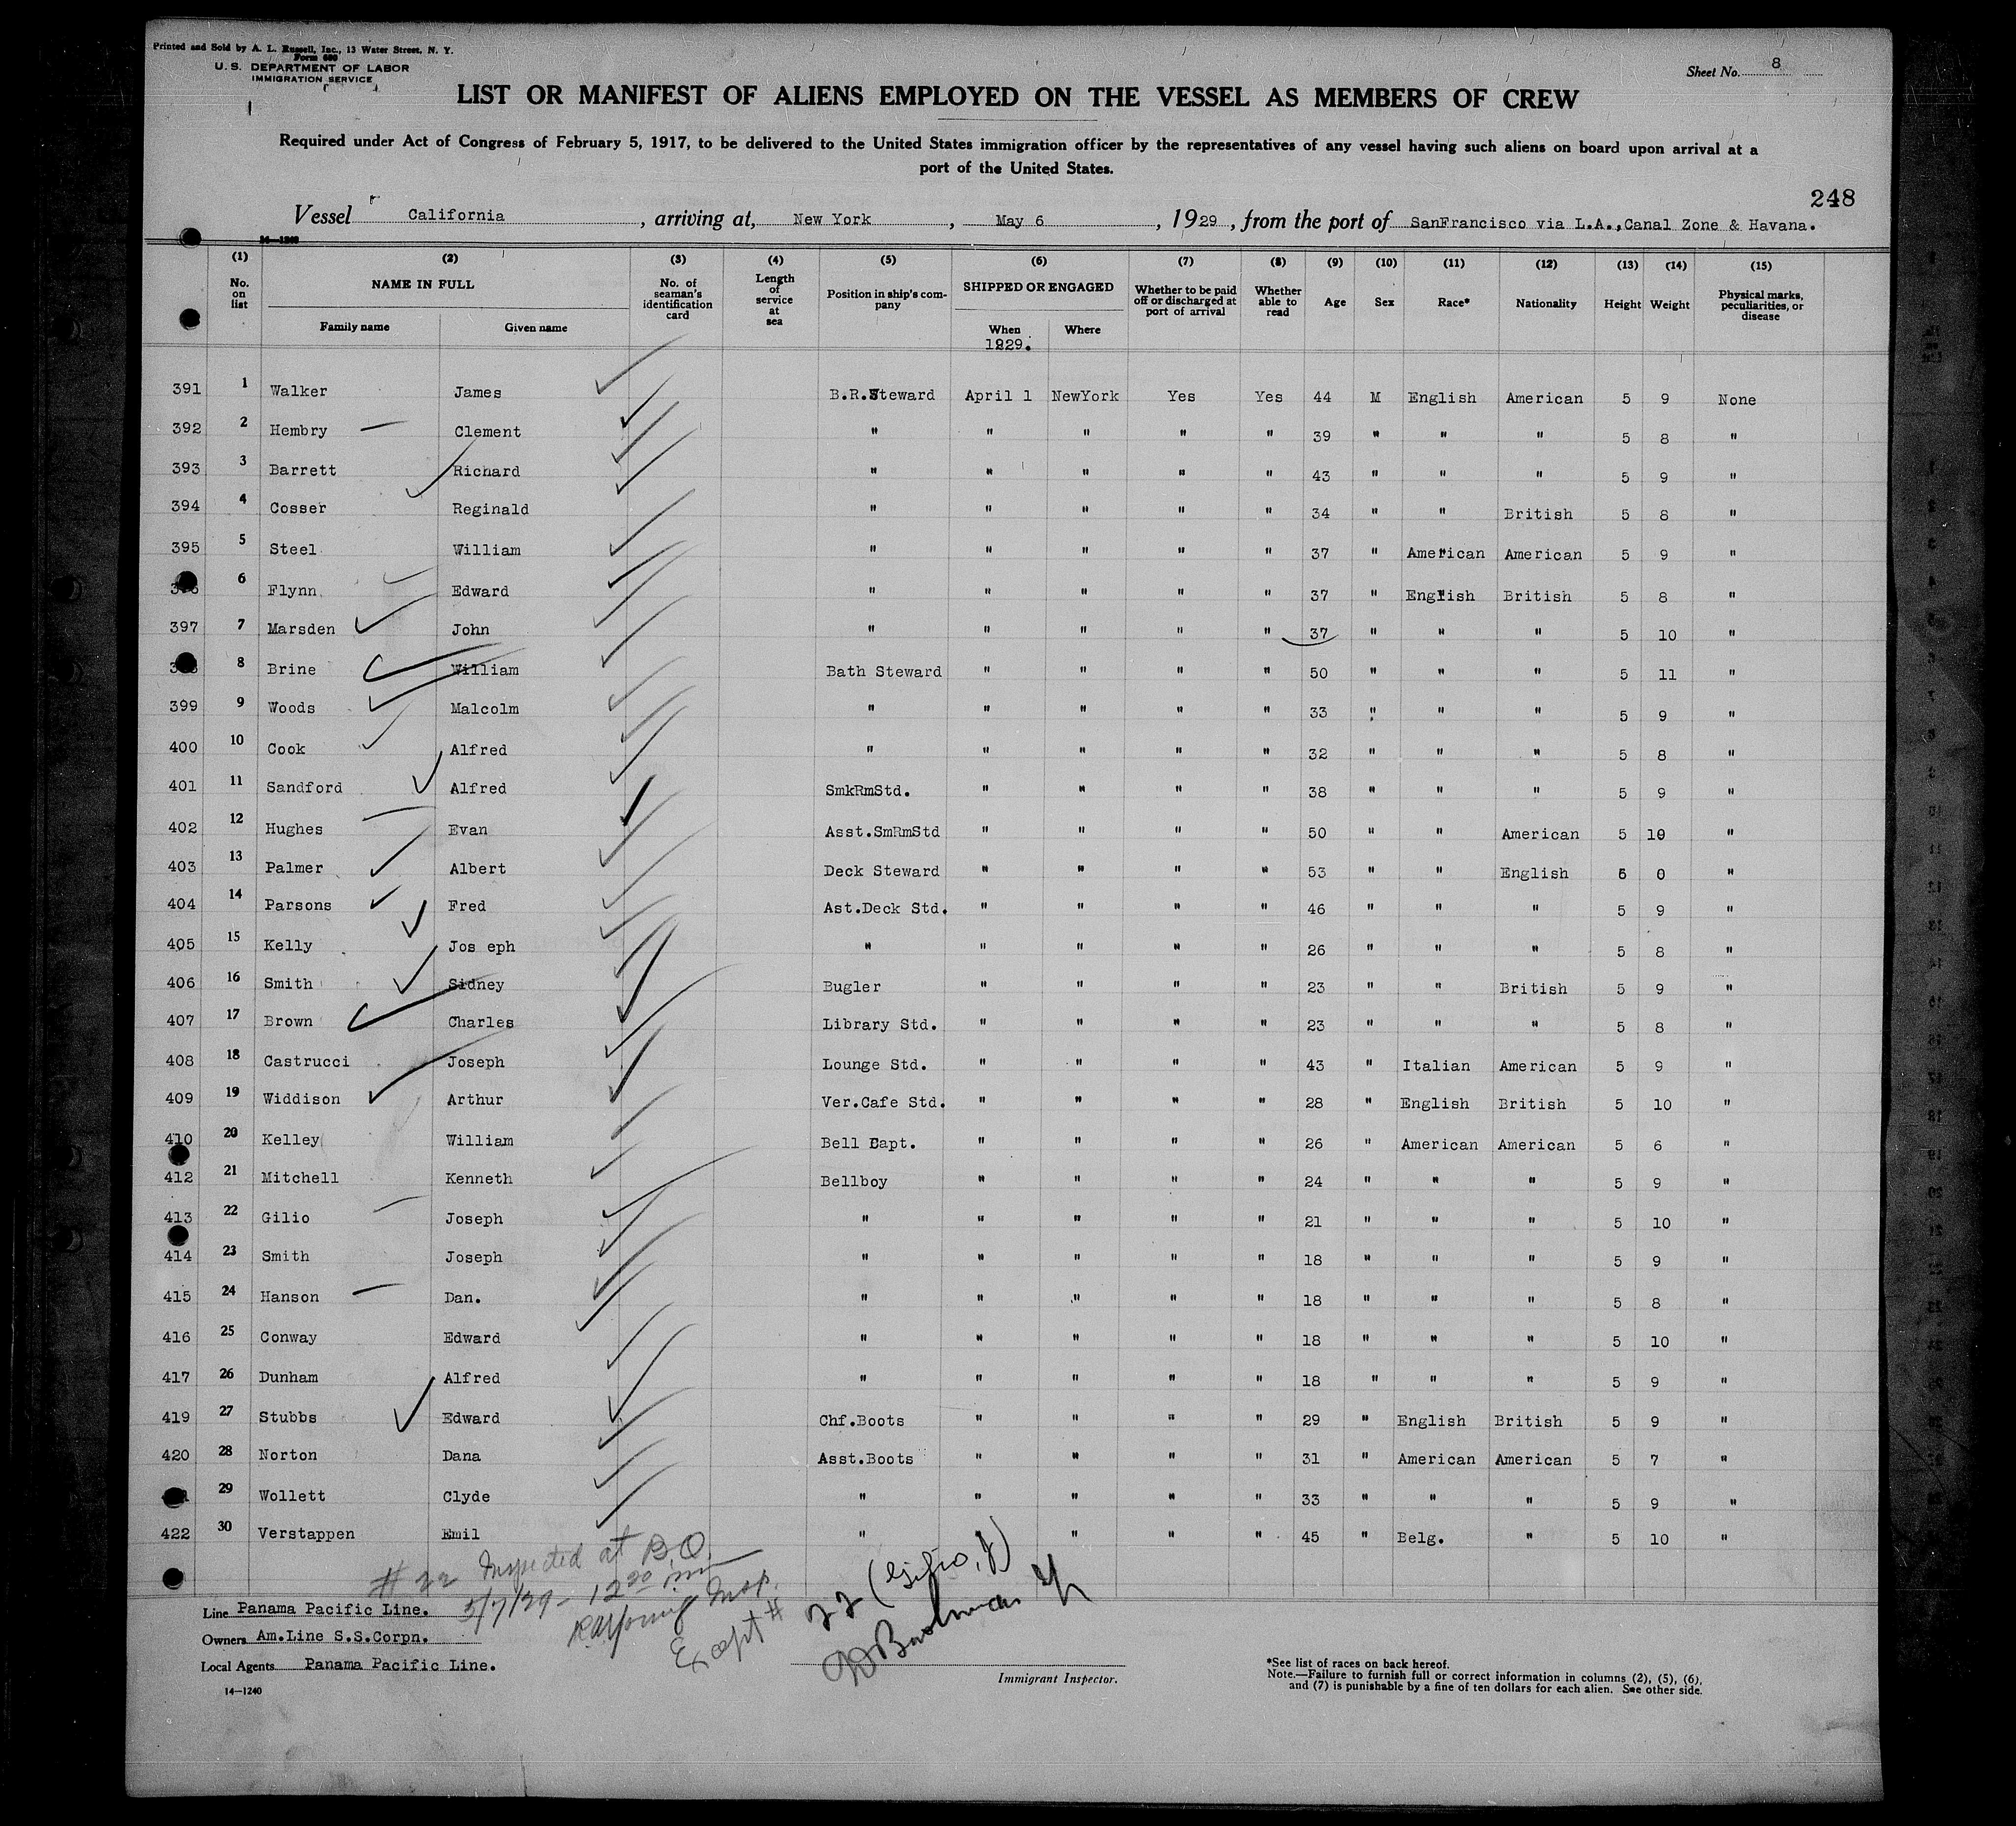 Printed and Sold by A. L. Russell, Inc., 13 Water Street, N. Y.
Form 680
U. S. DEPARTMENT OF LABOR
IMMIGRATION SERVICE
Sheet No. 8
LIST OR MANIFEST OF ALIENS EMPLOYED ON THE VESSEL AS MEMBERS OF CREW
Required under Act of Congress of February 5, 1917, to be delivered to the United States immigration officer by the representatives of any vessel having such aliens on board upon arrival at a
port of the United States.
248
Vessel California , arriving at, New York , May 6 , 1929 , from the port of SanFrancisco via L.A.,Canal Zone & Havana.
14—1240
(1) (2) (3) (4) (5) (6) (7) (8) (9) (10) (11) (12) (13) (14) (15)
No. on list NAME IN FULL Family name Given name No. of seaman's identification card Length of service at sea Position in ship's company SHIPPED OR ENGAGED When Where Whether to be paid off or discharged at port of arrival Whether able to read Age Sex Race* Nationality Height Weight Physical marks, peculiarities, or disease
1929.
391 1 Walker James B.R.Steward April 1 NewYork Yes Yes 44 M English American 5 9 None
392 2 Hembry Clement " " " " " 39 " " " 5 8 "
393 3 Barrett Richard " " " " " 43 " " " 5 9 "
394 4 Cosser Reginald " " " " " 34 " " British 5 8 "
395 5 Steel William " " " " " 37 " American American 5 9 "
6 Flynn Edward " " " " " 37 " English British 5 8 "
397 7 Marsden John " " " " " 37 " " " 5 10 "
8 Brine William Bath Steward " " " " 50 " " " 5 11 "
399 9 Woods Malcolm " " " " " 33 " " " 5 9 "
400 10 Cook Alfred " " " " " 32 " " " 5 8 "
401 11 Sandford Alfred SmkRmStd. " " " " 38 " " " 5 9 "
402 12 Hughes Evan Asst.SmRmStd " " " " 50 " " American 5 10 "
403 13 Palmer Albert Deck Steward " " " " 53 " " English 6 0 "
404 14 Parsons Fred Ast.Deck Std. " " " " 46 " " " 5 9 "
405 15 Kelly Jos eph " " " " " 26 " " " 5 8 "
406 16 Smith Sidney Bugler " " " " 23 " " British 5 9 "
407 17 Brown Charles Library Std. " " " " 23 " " " 5 8 "
408 18 Castrucci Joseph Lounge Std. " " " " 43 " Italian American 5 9 "
409 19 Widdison Arthur Ver.Cafe Std. " " " " 28 " English British 5 10 "
410 20 Kelley William Bell Capt. " " " " 26 " American American 5 6 "
412 21 Mitchell Kenneth Bellboy " " " " 24 " " " 5 9 "
413 22 Gilio Joseph " " " " " 21 " " " 5 10 "
414 23 Smith Joseph " " " " " 18 " " " 5 9 "
415 24 Hanson Dan. " " " " " 18 " " " 5 8 "
416 25 Conway Edward " " " " " 18 " " " 5 10 "
417 26 Dunham Alfred " " " " " 18 " " " 5 9 "
419 27 Stubbs Edward Chf.Boots " " " " 29 " English British 5 9 "
420 28 Norton Dana Asst.Boots " " " " 31 " American American 5 7 "
29 Wollett Clyde " " " " " 33 " " " 5 9 "
422 30 Verstappen Emil " " " " 45 " Belg. " 5 10 "
# 22 Inspected at B.O.
5/7/29 – 12 20 pm
Insp.
Except # 22 (Gilio, J)
Line Panama Pacific Line.
Owners Am.Line S.S.Corpn.
Local Agents Panama Pacific Line.
14—1240
Immigrant Inspector.
*See list of races on back hereof.
Note.—Failure to furnish full or correct information in columns (2), (5), (6),
and (7) is punishable by a fine of ten dollars for each alien. See other side.